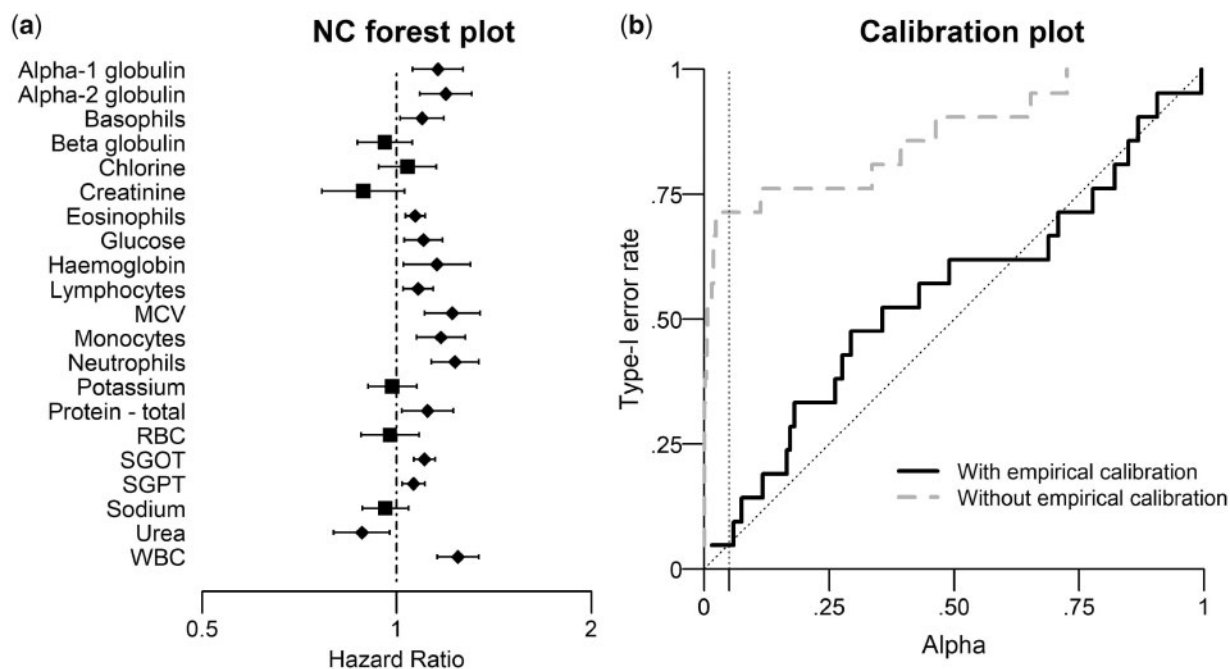 (a)
NC forest plot
Alpha-1 globulin
Alpha-2 globulin
Basophils
Beta globulin
Chlorine
Creatinine
Eosinophils
Glucose
Haemoglobin
Lymphocytes
MCV
Monocytes
Neutrophils
Potassium
Protein - total
RBC
SGOT
SGPT
Sodium
Urea
WBC
0.5 1 2
Hazard Ratio
(b)
Calibration plot
1
.75
.50
.25
0
Type-I error rate
With empirical calibration
Without empirical calibration
0 .25 .50 .75 1
Alpha